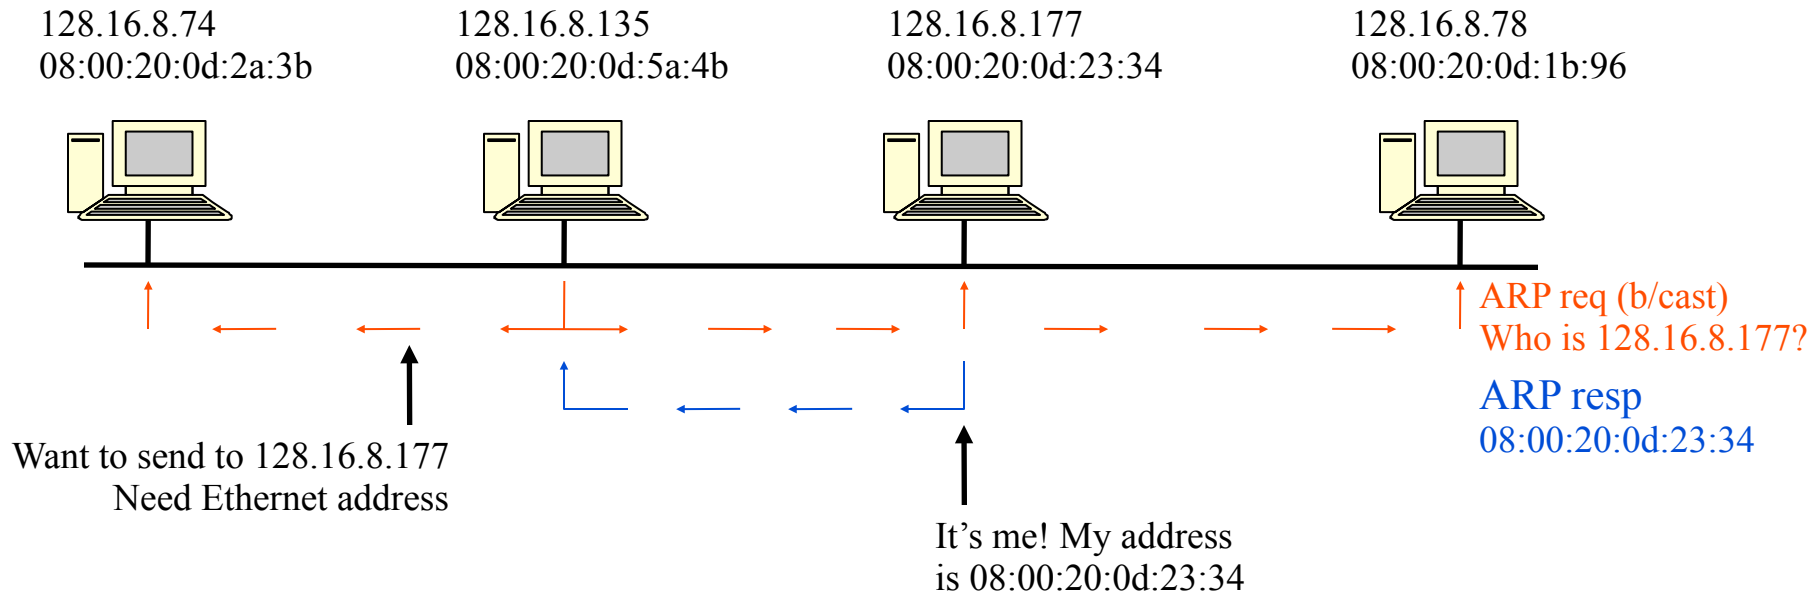 128.16.8.74
08:00:20:0d:2a:3b
128.16.8.135
08:00:20:0d:5a:4b
128.16.8.177
08:00:20:0d:23:34
128.16.8.78
08:00:20:0d:1b:96
ARP req (b/cast)
Who is 128.16.8.177?
ARP resp
08:00:20:0d:23:34
Want to send to 128.16.8.177
Need Ethernet address
It’s me! My address
is 08:00:20:0d:23:34